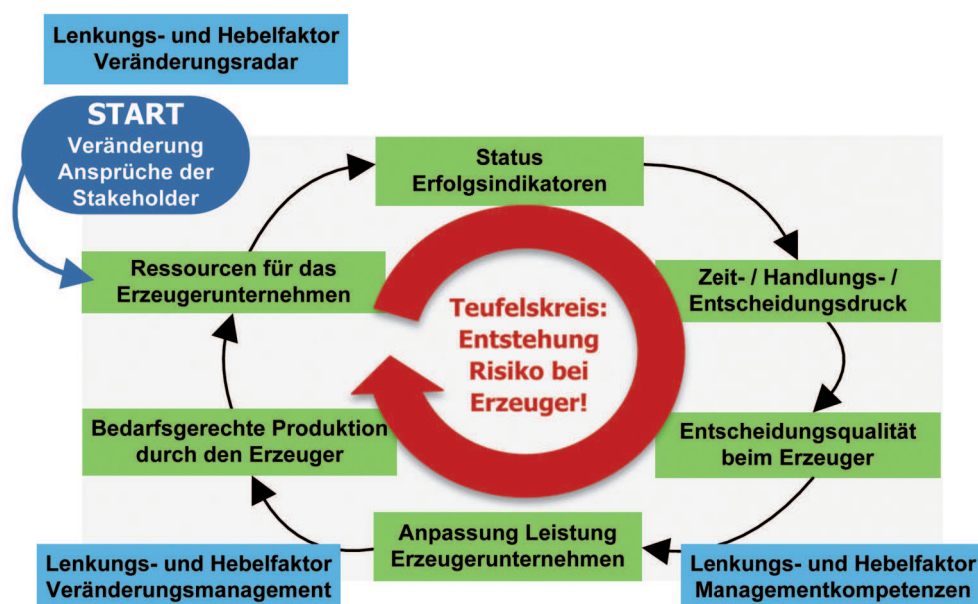 Lenkungs- und Hebelfaktor
Veränderungsradar
START
Veränderung
Ansprüche der
Stakeholder
Status
Erfolgsindikatoren
Ressourcen für das
Erzeugerunternehmen
Zeit- / Handlungs- /
Entscheidungsdruck
Teufelskreis:
Entstehung
Risiko bei
Erzeuger!
Bedarfsgerechte Produktion
durch den Erzeuger
Entscheidungsqualität
beim Erzeuger
Anpassung Leistung
Erzeugerunternehmen
Lenkungs- und Hebelfaktor
Veränderungsmanagement
Lenkungs- und Hebelfaktor
Managementkompetenzen